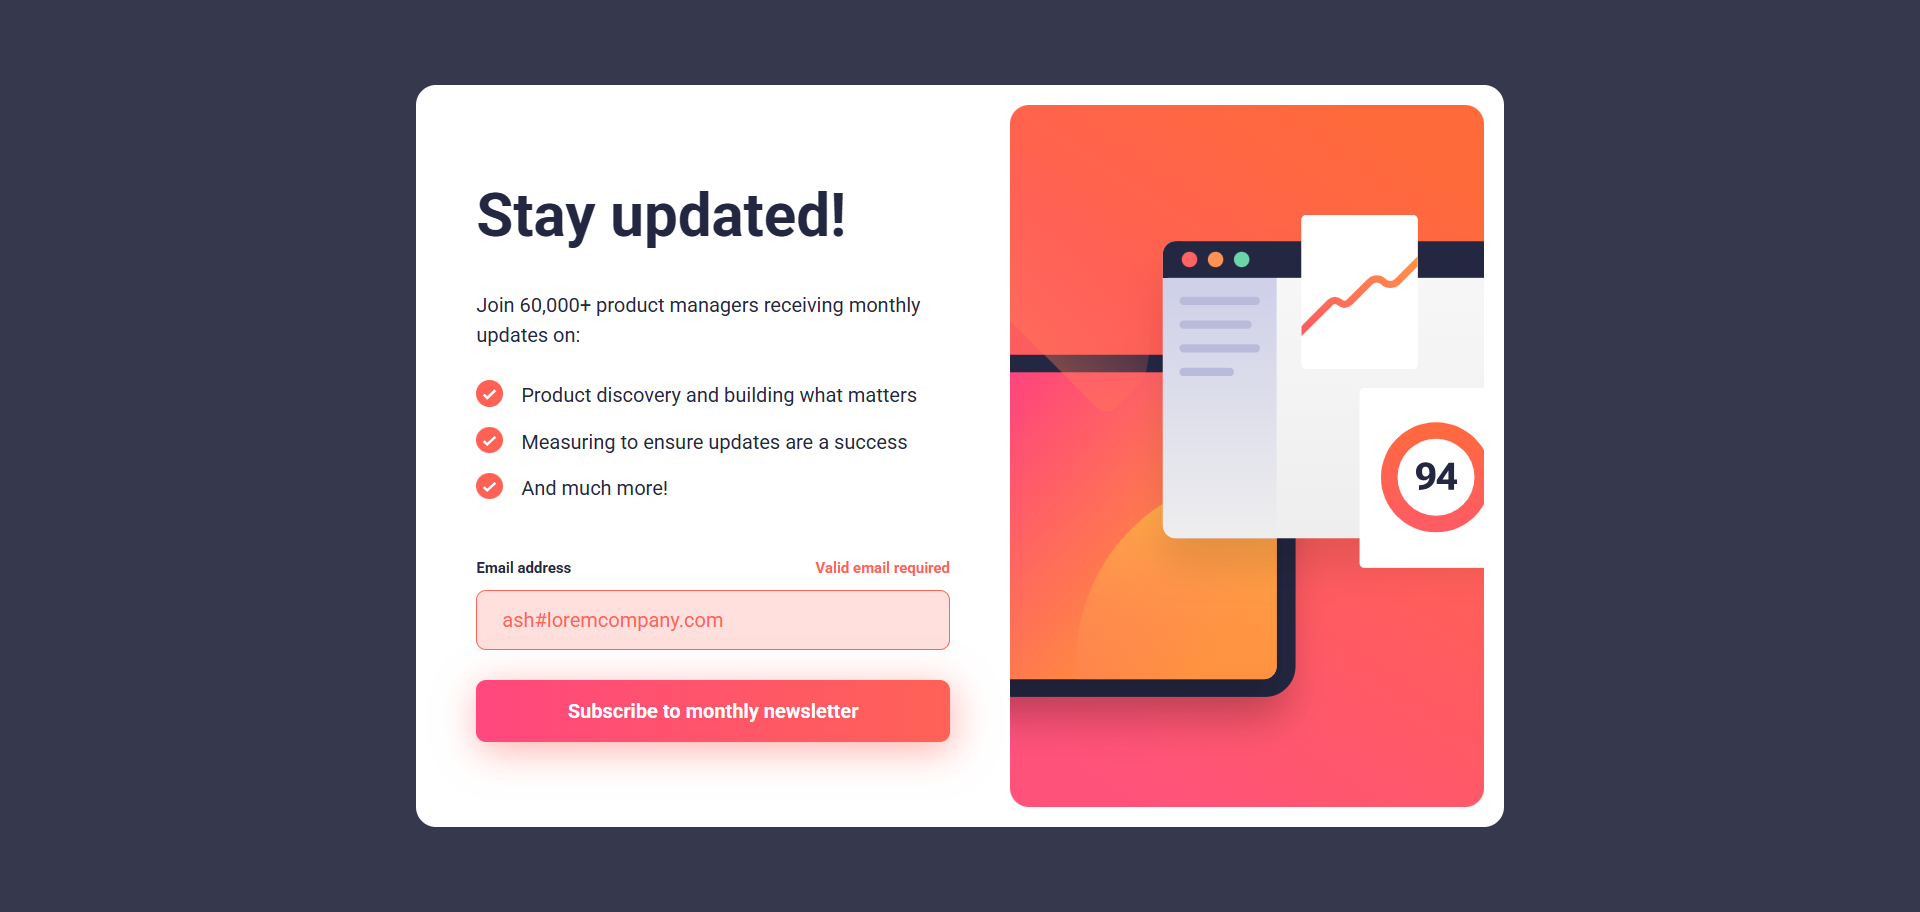 Stay updated!
Join 60,000+ product managers receiving monthly
updates on:
Product discovery and building what matters
Measuring to ensure updates are a success
And much more!
Email address
Valid email required
ash#loremcompany.com
Subscribe to monthly newsletter
94